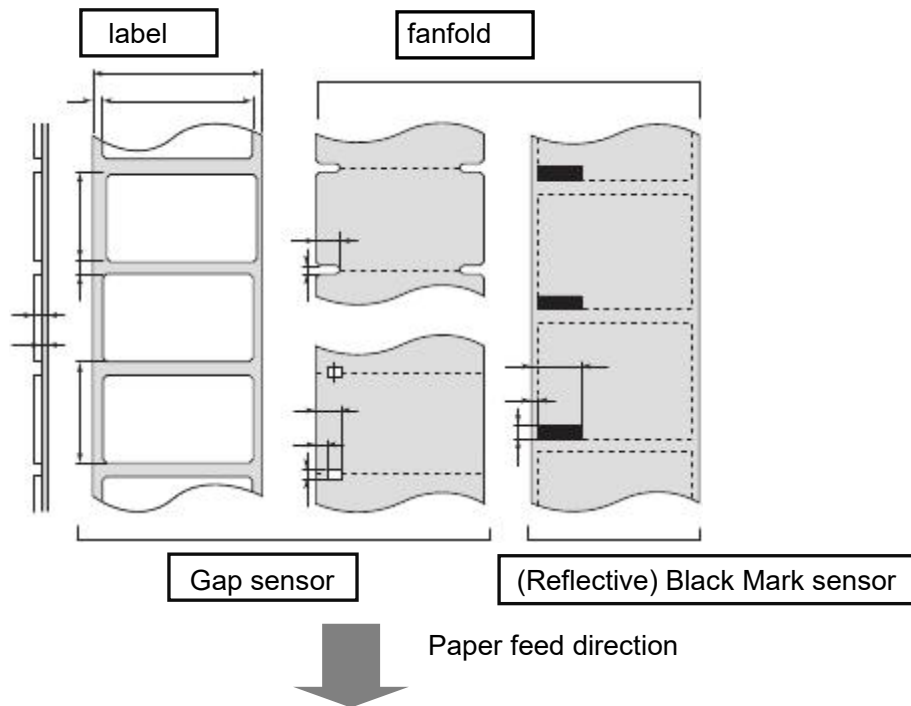 label
fanfold
Gap sensor
(Reflective) Black Mark sensor
Paper feed direction